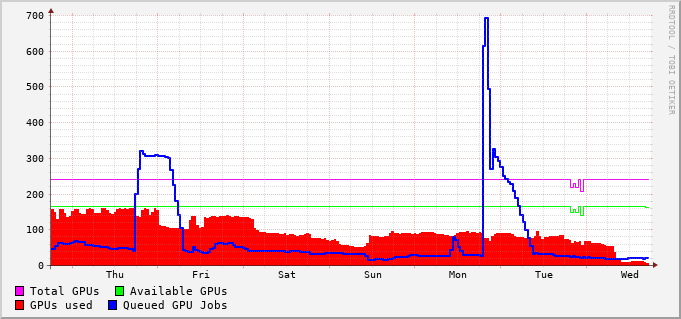 700
600
500
400
300
200
100
0
Thu Fri Sat Sun Mon Tue Wed
Total GPUs Available GPUs
GPUs used Queued GPU Jobs
RRDTOOL / TOBI OETIKER